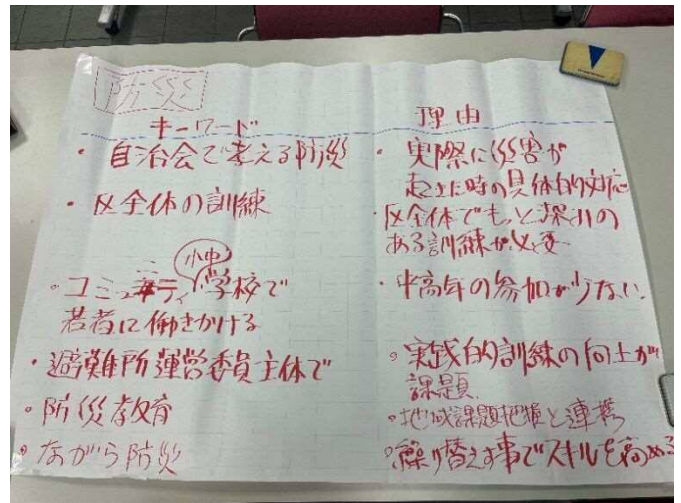 防災
キーワード
・自治会で考える防災
・区全体の訓練
小中
・コミュニティ 学校で
若者に働きかける
・避難所運営委員主体で
・防災教育
・ながら防災
理由
・実際に災害が
起きた時の具体的対応
・区全体でもっと深みの
ある訓練が必要
・中高年の参加が少ない
・実践的訓練の向上が
課題
・地域課題把握と連携
・繰り替えす事でスキルを高める